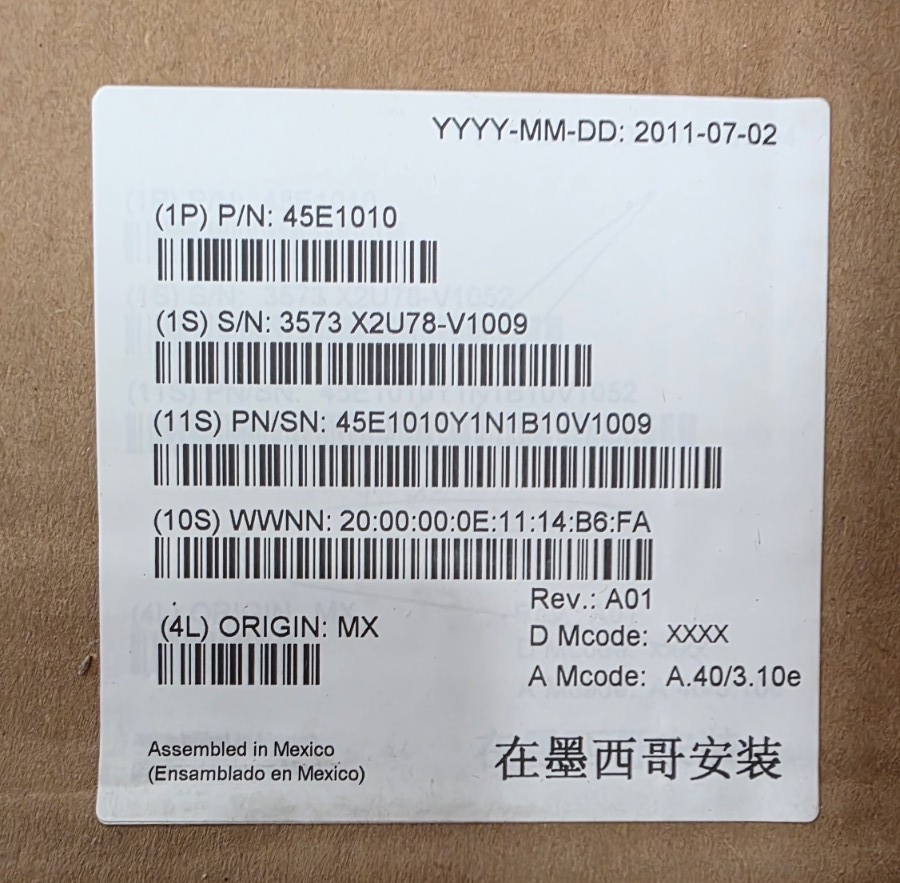 YYYY-MM-DD: 2011-07-02
(1P) P/N: 45E1010
(1S) S/N: 3573 X2U78-V1009
(11S) PN/SN: 45E1010Y1N1B10V1009
(10S) WWNN: 20:00:00:0E:11:14:B6:FA
Rev.: A01
(4L) ORIGIN: MX
D Mcode: XXXX
A Mcode: A.40/3.10e
Assembled in Mexico
(Ensamblado en Mexico)
在墨西哥安装